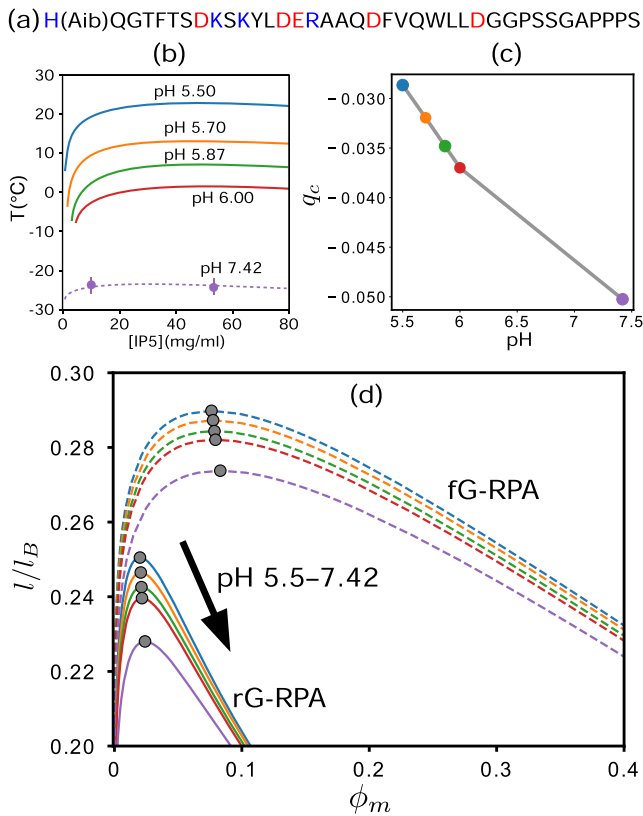 (a) H(Aib)QGTFTSDKSKYLDERAAQDFVQWLLDGGPSSGAPPPS
(b)
T(°C)
30
20
10
0
-10
-20
-30
pH 5.50
pH 5.70
pH 5.87
pH 6.00
pH 7.42
0 20 40 60 80
[IP5](mg/ml)
(c)
q_c
−0.030
−0.035
−0.040
−0.045
−0.050
5.5 6 7 7.5
pH
(d)
l/l_B
0.30
0.28
0.26
0.24
0.22
0.20
fG-RPA
pH 5.5–7.42
rG-RPA
0 0.1 0.2 0.3 0.4
ϕ_m